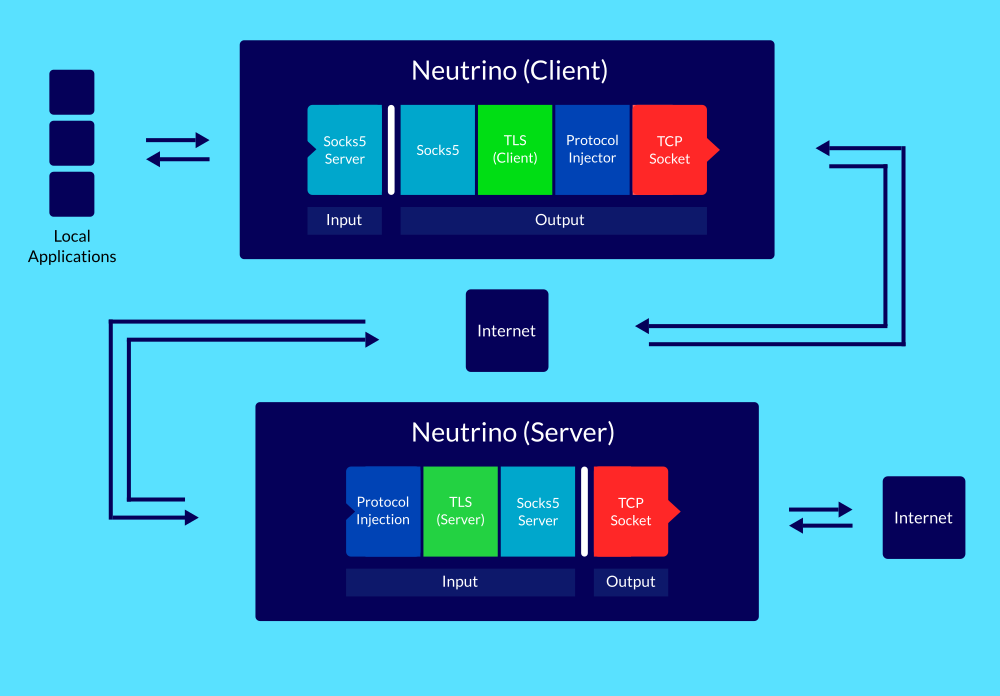 Neutrino (Client)
Socks5
Server
Socks5
TLS
(Client)
Protocol
Injector
TCP
Socket
Input
Output
Local
Applications
Internet
Neutrino (Server)
Protocol
Injection
TLS
(Server)
Socks5
Server
TCP
Socket
Input
Output
Internet